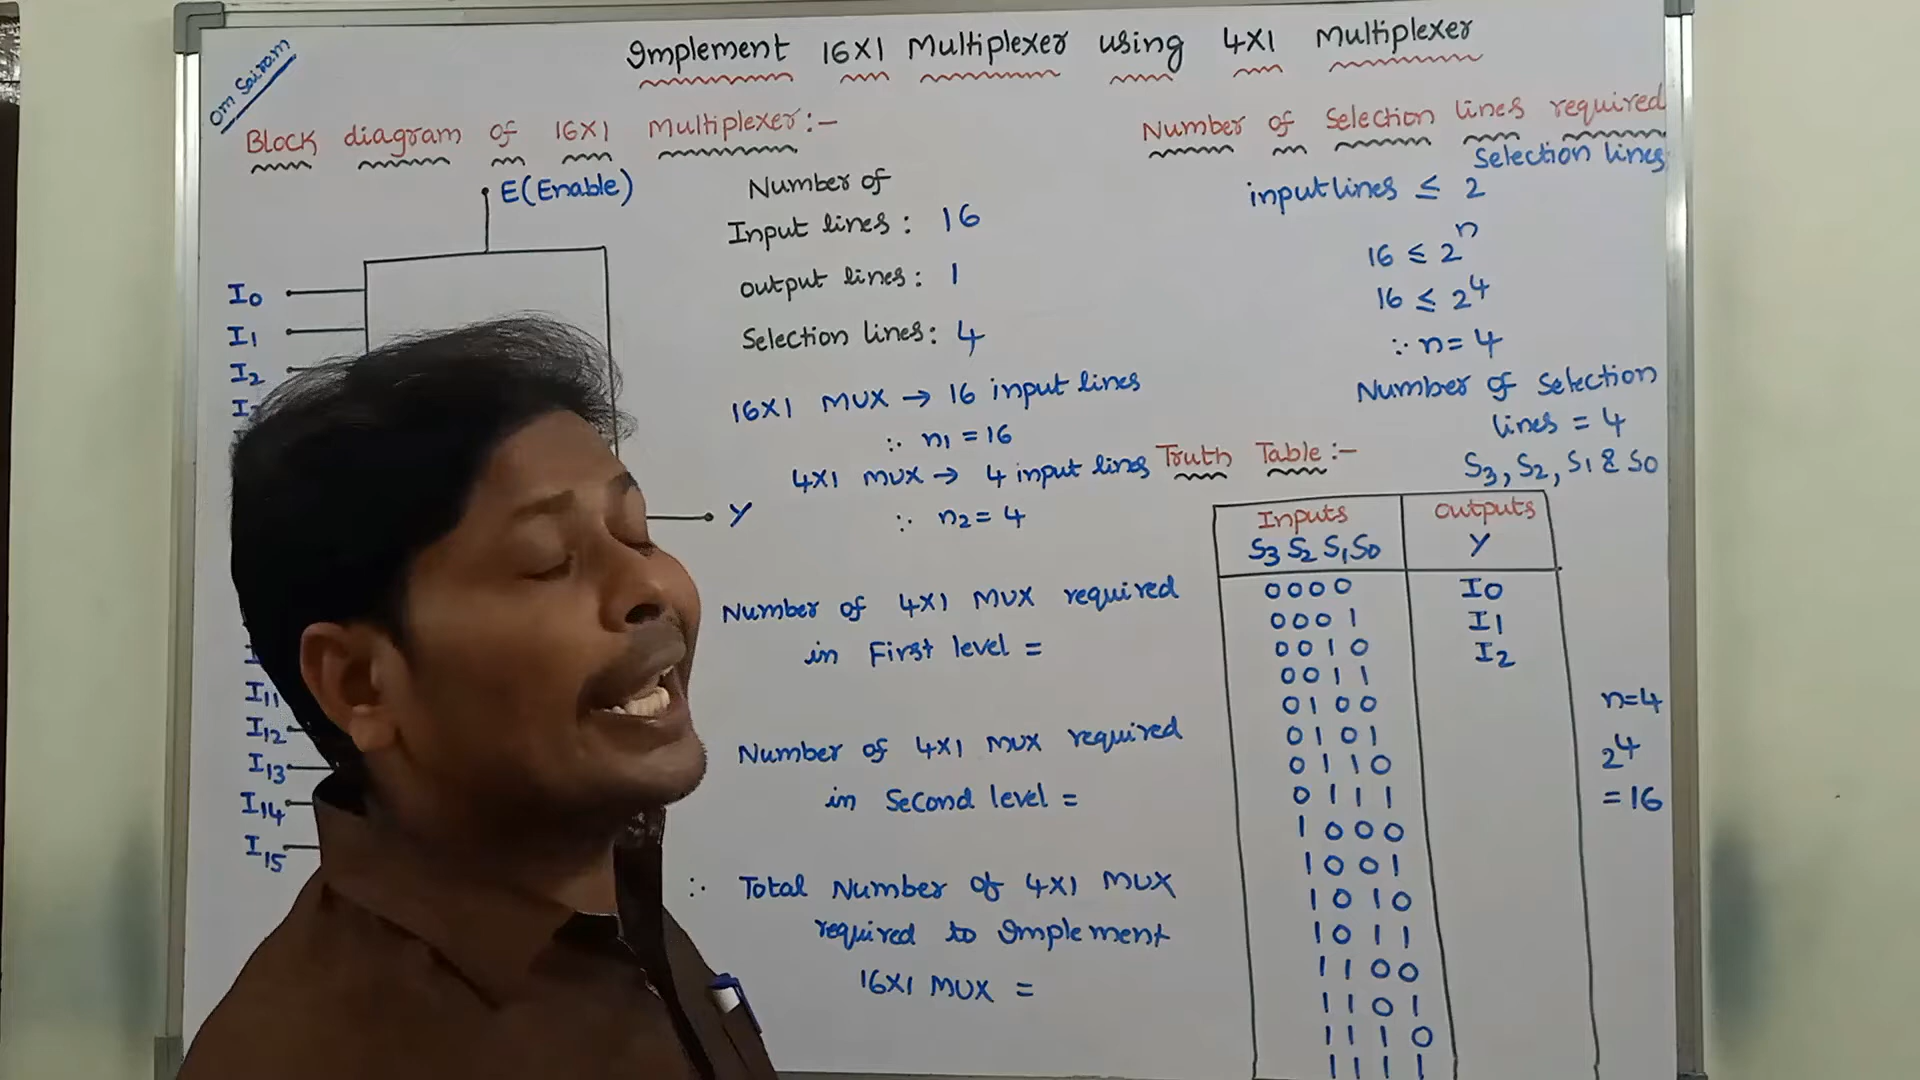 Om Sairam
Implement 16X1 Multiplexer using 4X1 Multiplexer
Block diagram of 16X1 Multiplexer:-
E(Enable)
I0
I1
I2
I11
I12
I13
I14
I15
Y
Number of
Input lines: 16
output lines: 1
Selection lines: 4
16X1 MUX → 16 input lines
∴ n1 = 16
4X1 MUX → 4 input lines
∴ n2 = 4
Number of 4X1 MUX required
in First level =
Number of 4X1 MUX required
in Second level =
∴ Total Number of 4X1 MUX
required to Implement
16X1 MUX =
Number of Selection lines required
input lines ≤ 2^Selection lines
16 ≤ 2^n
16 ≤ 2^4
∴ n = 4
Number of Selection
lines = 4
S3, S2, S1 & S0
Truth Table:-
Inputs Outputs
S3 S2 S1 S0 Y
0000 I0
0001 I1
0010 I2
0011
0100
0101
0110
0111
1000
1001
1010
1011
1100
1101
1110
1111
n=4
2^4
=16